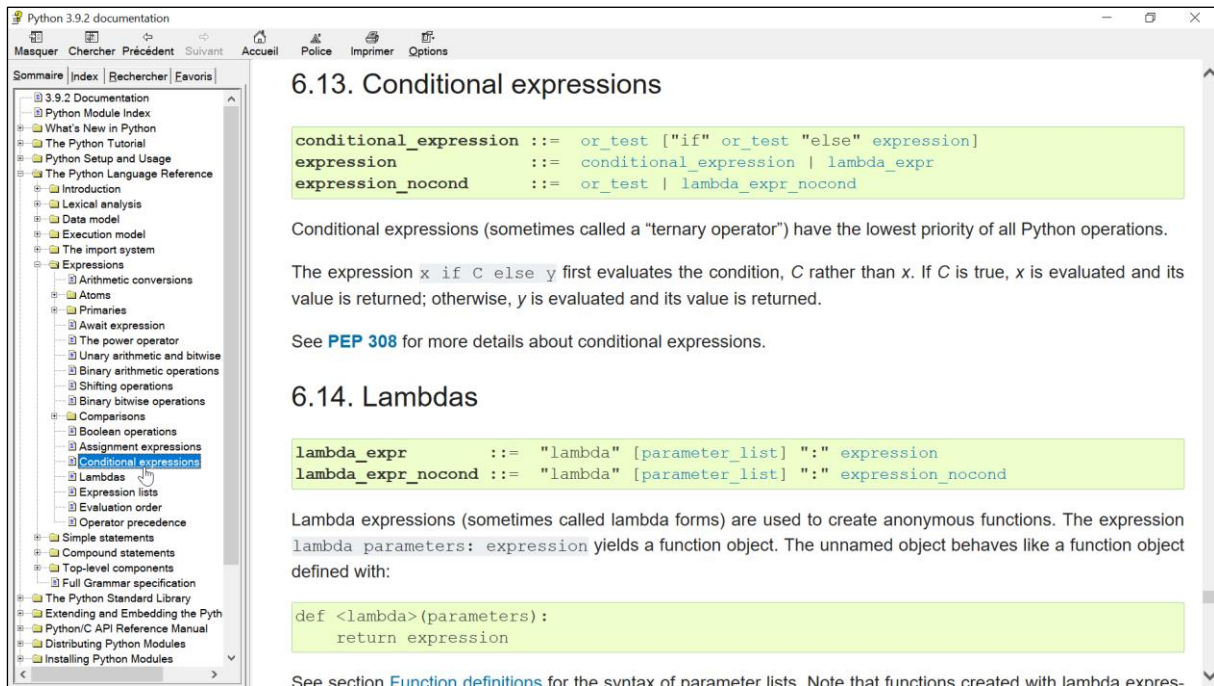 Python 3.9.2 documentation
Masquer Chercher Précédent Suivant Accueil Police Imprimer Options
Sommaire Index Rechercher Favoris
3.9.2 Documentation
Python Module Index
What's New in Python
The Python Tutorial
Python Setup and Usage
The Python Language Reference
Introduction
Lexical analysis
Data model
Execution model
The import system
Expressions
Arithmetic conversions
Atoms
Primaries
Await expression
The power operator
Unary arithmetic and bitwise
Binary arithmetic operations
Shifting operations
Binary bitwise operations
Comparisons
Boolean operations
Assignment expressions
Conditional expressions
Lambdas
Expression lists
Evaluation order
Operator precedence
Simple statements
Compound statements
Top-level components
Full Grammar specification
The Python Standard Library
Extending and Embedding the Pyth
Python/C API Reference Manual
Distributing Python Modules
Installing Python Modules
6.13. Conditional expressions
conditional_expression ::= or_test ["if" or_test "else" expression]
expression ::= conditional_expression | lambda_expr
expression_nocond ::= or_test | lambda_expr_nocond
Conditional expressions (sometimes called a “ternary operator”) have the lowest priority of all Python operations.
The expression x if C else y first evaluates the condition, C rather than x. If C is true, x is evaluated and its
value is returned; otherwise, y is evaluated and its value is returned.
See PEP 308 for more details about conditional expressions.
6.14. Lambdas
lambda_expr ::= "lambda" [parameter_list] ":" expression
lambda_expr_nocond ::= "lambda" [parameter_list] ":" expression_nocond
Lambda expressions (sometimes called lambda forms) are used to create anonymous functions. The expression
lambda parameters: expression yields a function object. The unnamed object behaves like a function object
defined with:
def <lambda>(parameters):
    return expression
See section Function definitions for the syntax of parameter lists. Note that functions created with lambda expres-